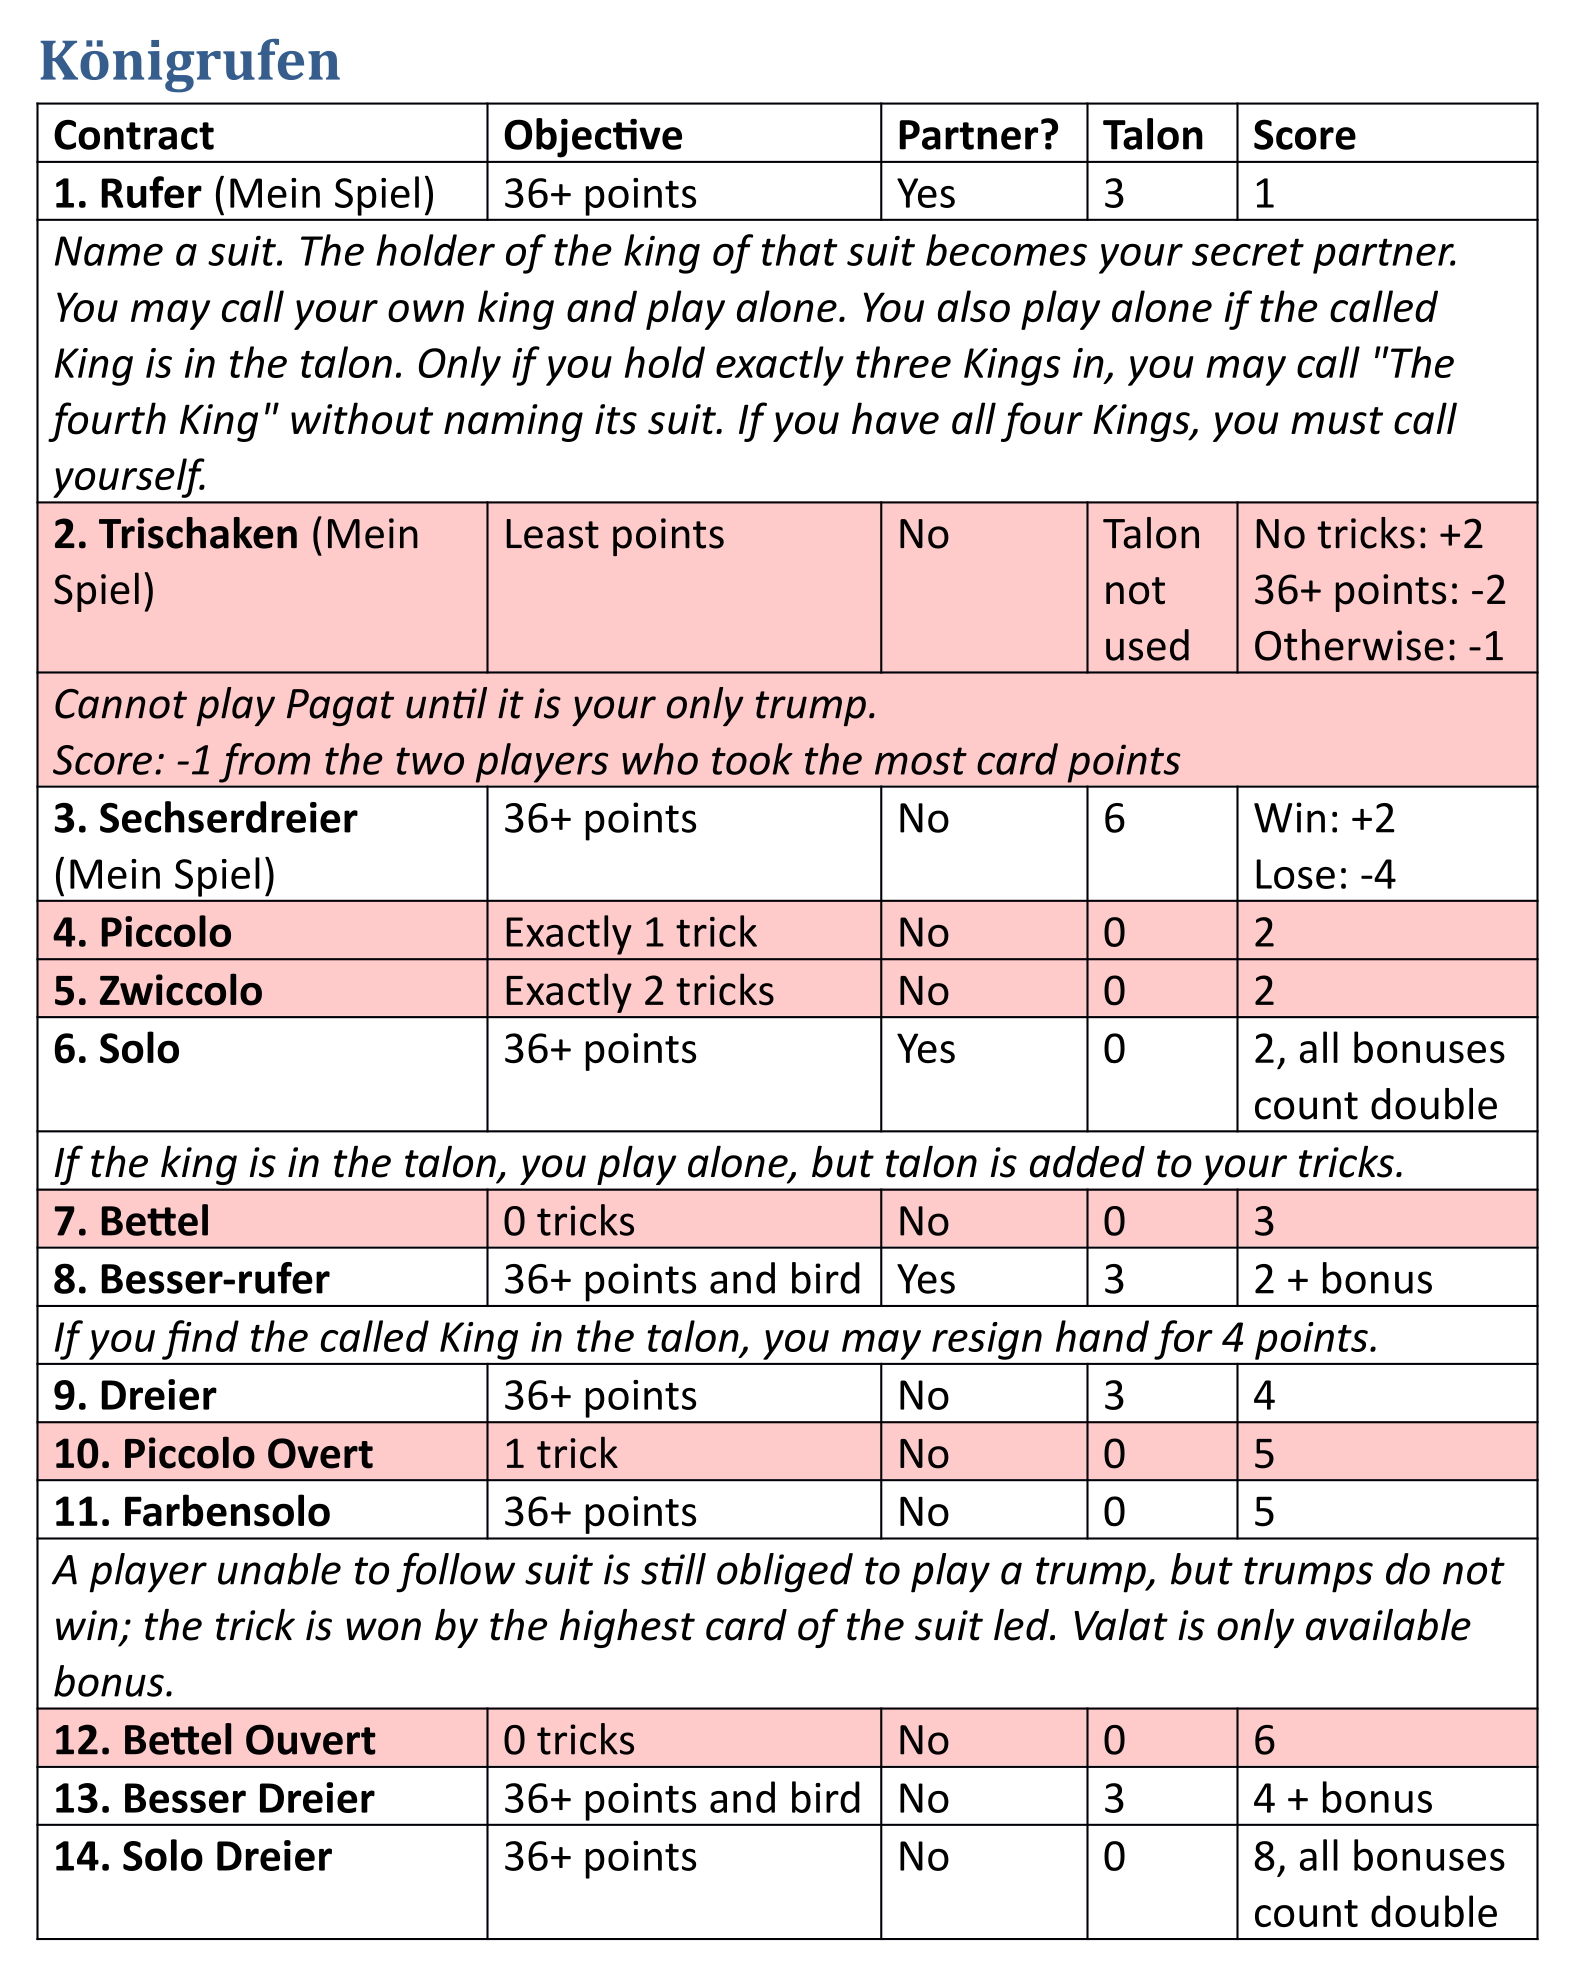 Königrufen
Contract Objective Partner? Talon Score
1. Rufer (Mein Spiel) 36+ points Yes 3 1
Name a suit. The holder of the king of that suit becomes your secret partner.
You may call your own king and play alone. You also play alone if the called
King is in the talon. Only if you hold exactly three Kings in, you may call "The
fourth King" without naming its suit. If you have all four Kings, you must call
yourself.
2. Trischaken (Mein Least points No Talon No tricks: +2
Spiel) not 36+ points: -2
used Otherwise: -1
Cannot play Pagat until it is your only trump.
Score: -1 from the two players who took the most card points
3. Sechserdreier 36+ points No 6 Win: +2
(Mein Spiel) Lose: -4
4. Piccolo Exactly 1 trick No 0 2
5. Zwiccolo Exactly 2 tricks No 0 2
6. Solo 36+ points Yes 0 2, all bonuses
count double
If the king is in the talon, you play alone, but talon is added to your tricks.
7. Bettel 0 tricks No 0 3
8. Besser-rufer 36+ points and bird Yes 3 2 + bonus
If you find the called King in the talon, you may resign hand for 4 points.
9. Dreier 36+ points No 3 4
10. Piccolo Overt 1 trick No 0 5
11. Farbensolo 36+ points No 0 5
A player unable to follow suit is still obliged to play a trump, but trumps do not
win; the trick is won by the highest card of the suit led. Valat is only available
bonus.
12. Bettel Ouvert 0 tricks No 0 6
13. Besser Dreier 36+ points and bird No 3 4 + bonus
14. Solo Dreier 36+ points No 0 8, all bonuses
count double